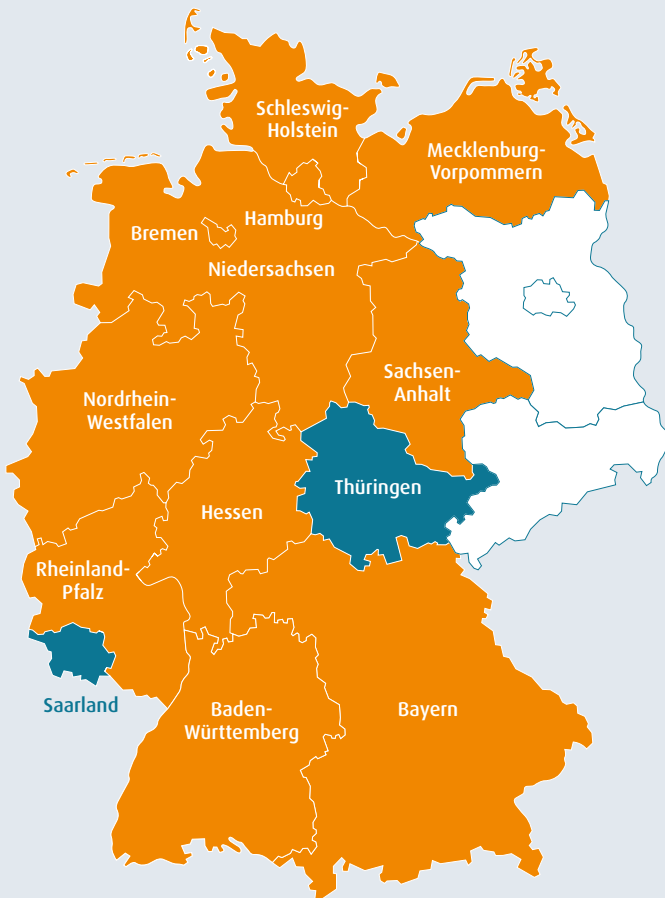 Schleswig-
Holstein
Mecklenburg-
Vorpommern
Hamburg
Bremen
Niedersachsen
Sachsen-
Anhalt
Nordrhein-
Westfalen
Thüringen
Hessen
Rheinland-
Pfalz
Saarland
Baden-
Württemberg
Bayern